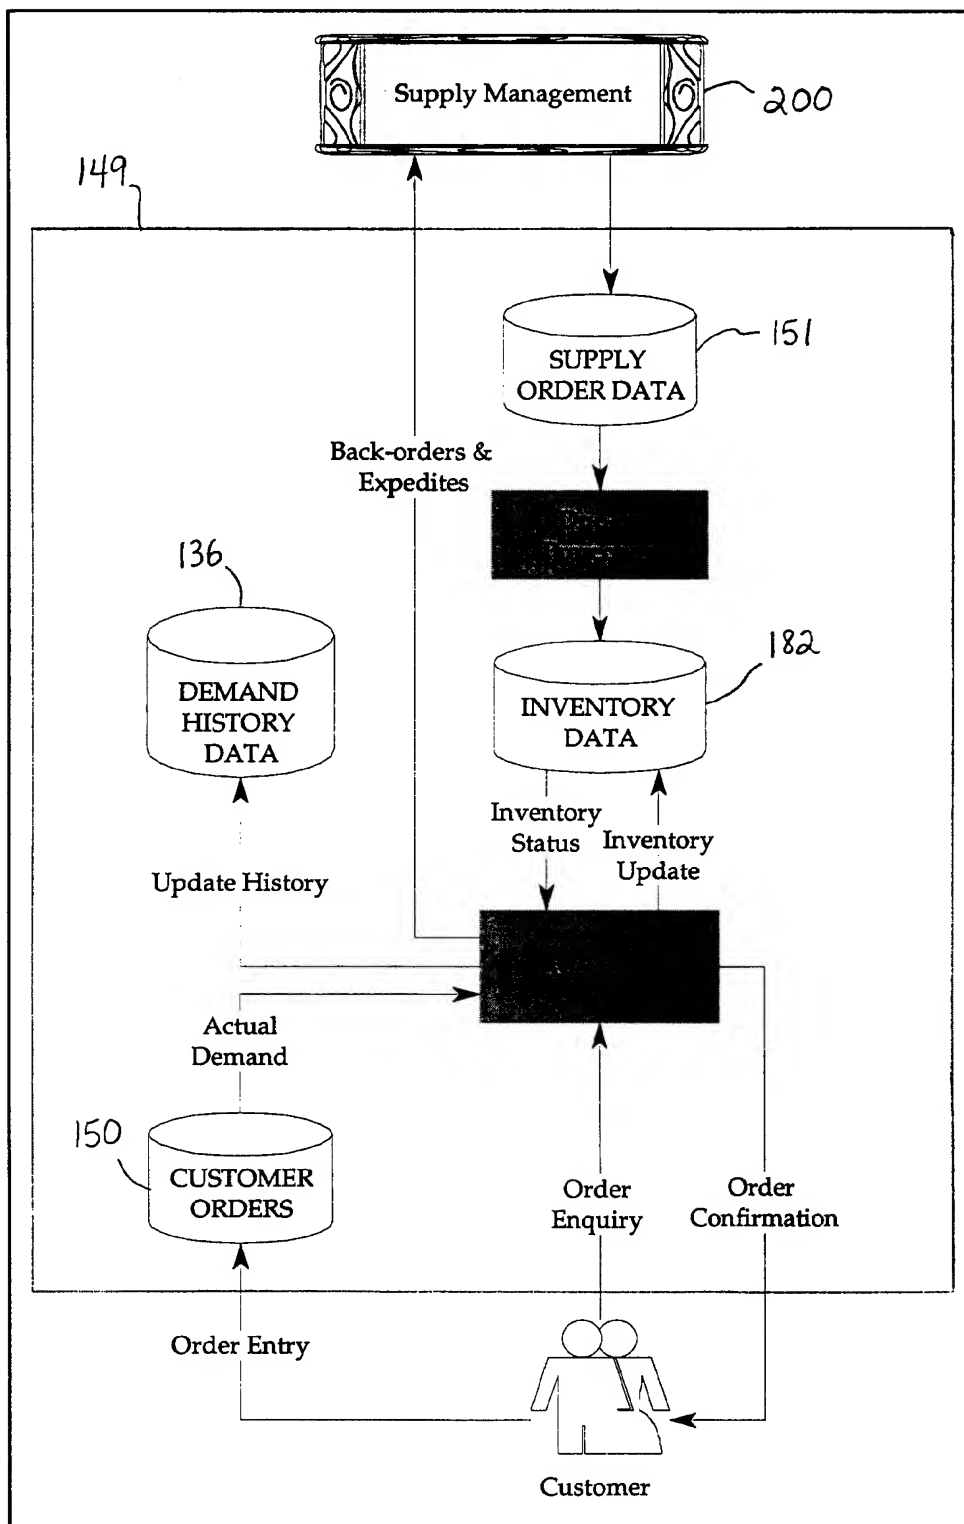 Supply Management
200
149
151
SUPPLY
ORDER DATA
Back-orders &
Expedites
136
182
DEMAND
HISTORY
DATA
INVENTORY
DATA
Inventory
Status
Inventory
Update
Update History
Actual
Demand
150
CUSTOMER
ORDERS
Order
Enquiry
Order
Confirmation
Order Entry
Customer